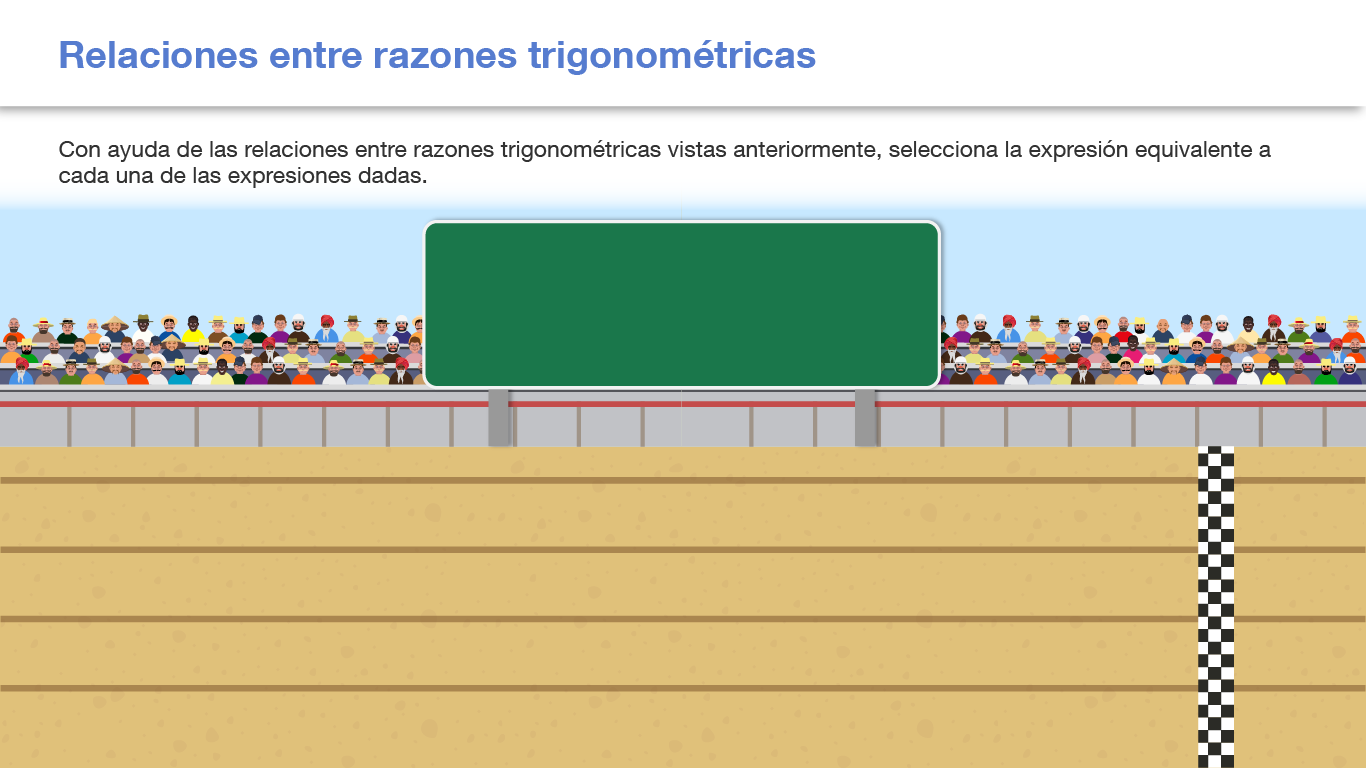 Relaciones entre razones trigonométricas
Con ayuda de las relaciones entre razones trigonométricas vistas anteriormente, selecciona la expresión equivalente a
cada una de las expresiones dadas.